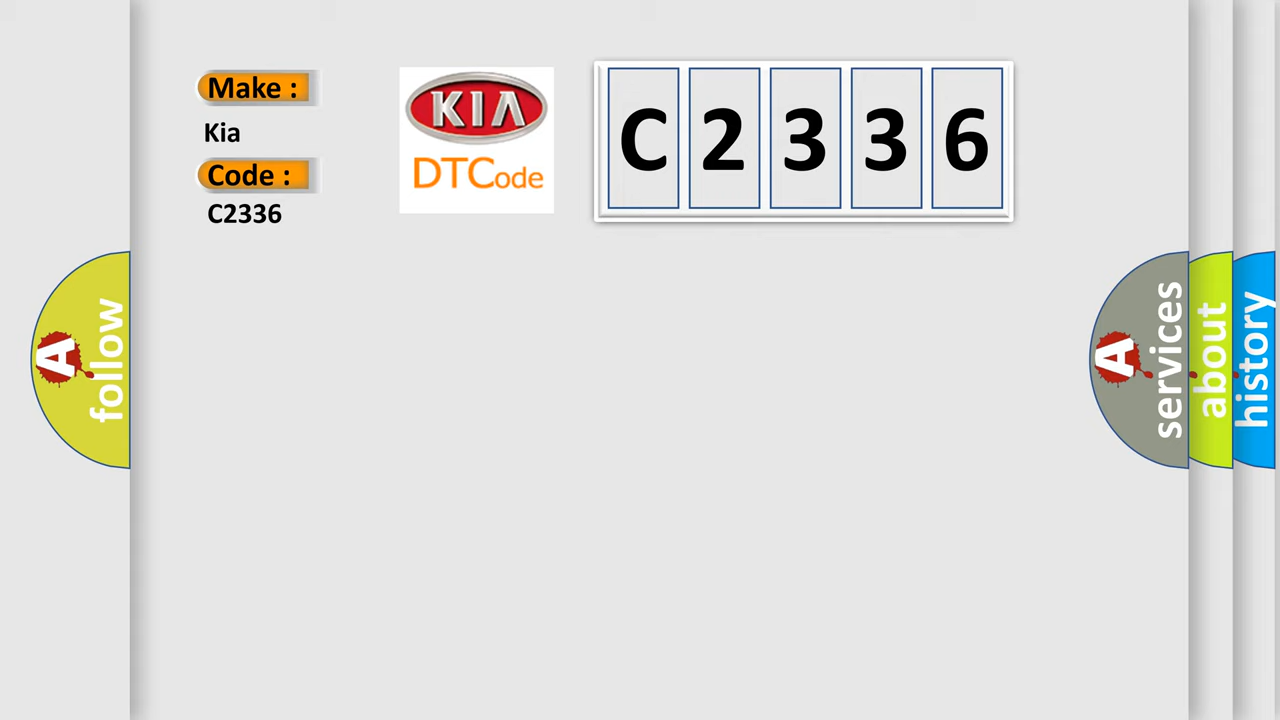 Make :
Kia
Code :
C2336
KIA
DTCode
C 2 3 3 6
A follow
A services
about
history